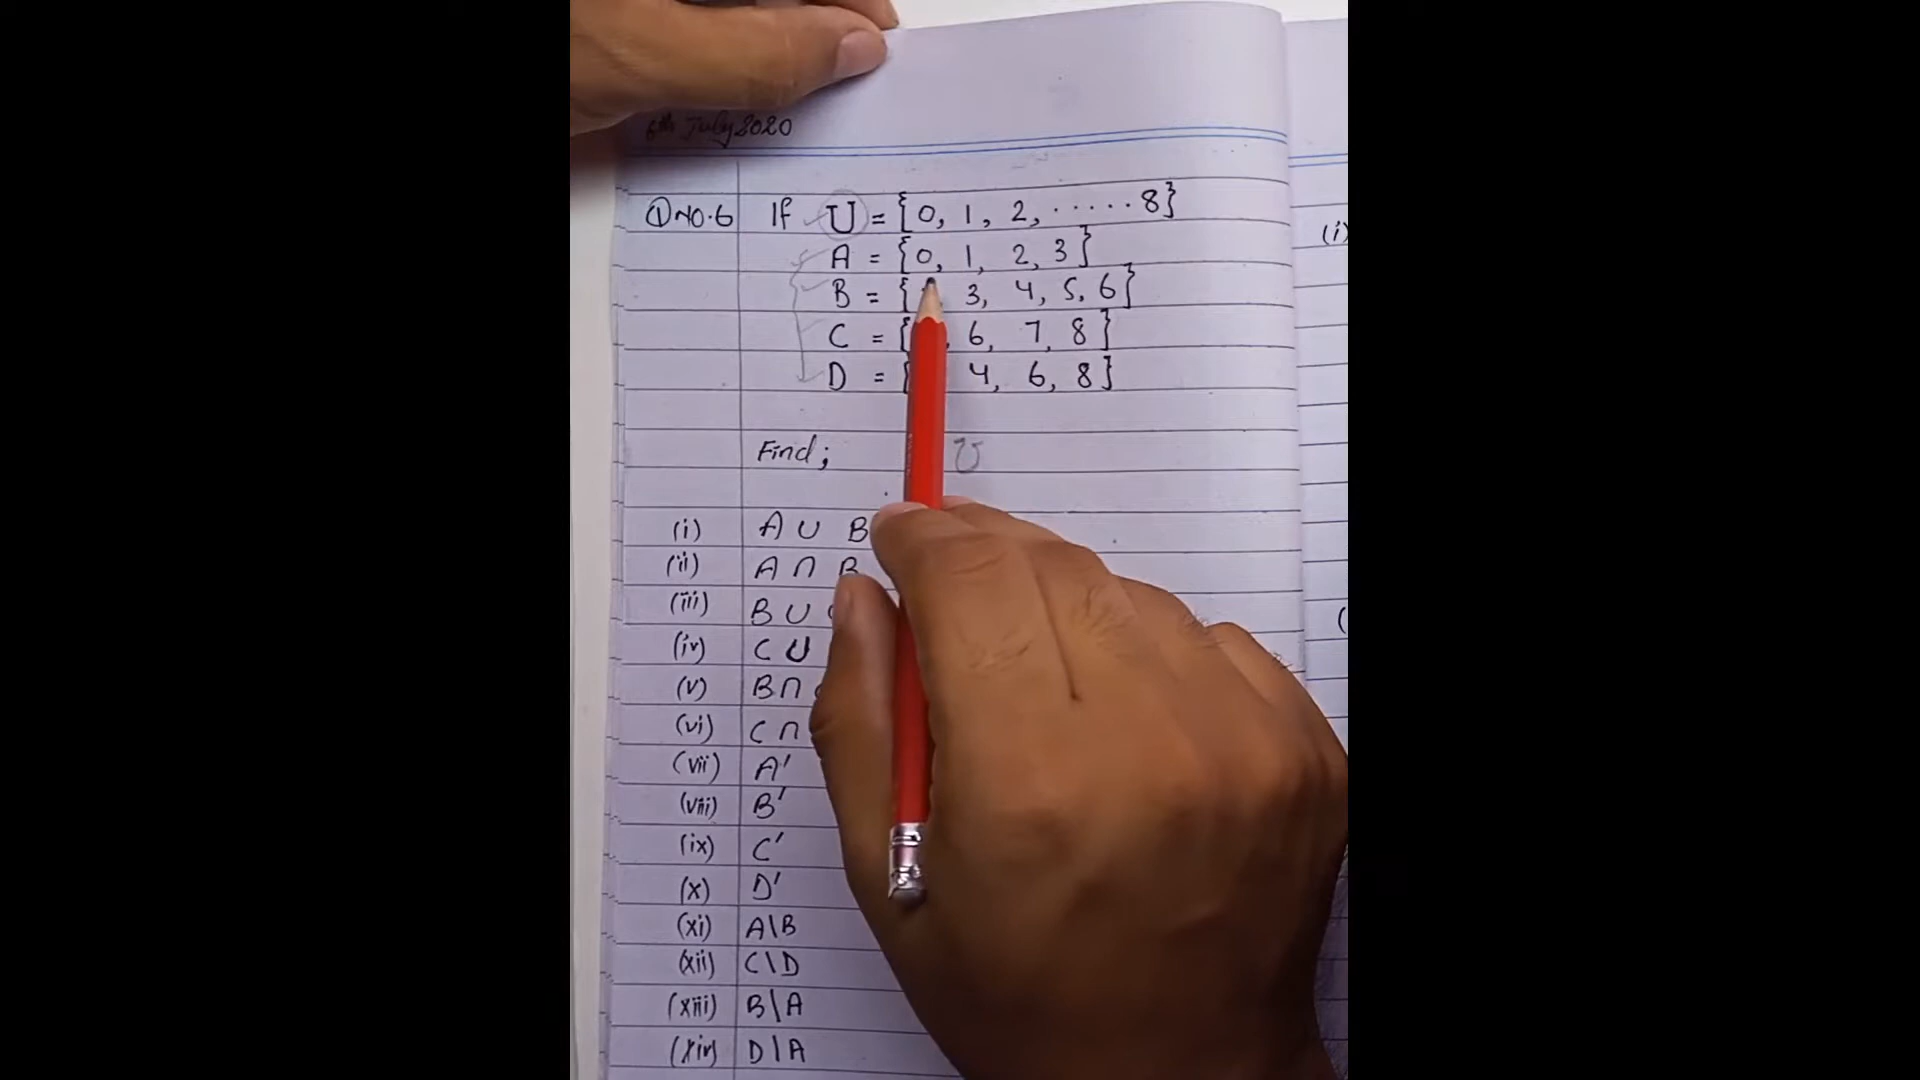 6th July 2020
Q NO.6 If U = {0, 1, 2, ..... 8}
A = {0, 1, 2, 3}
B = { 3, 4, 5, 6}
C = { , 6, 7, 8}
D = { 4, 6, 8}
Find; U
(i) A ∪ B
(ii) A ∩ B
(iii) B ∪
(iv) C ∪
(v) B ∩
(vi) C ∩
(vii) A'
(viii) B'
(ix) C'
(x) D'
(xi) A\B
(xii) C\D
(xiii) B\A
(xiv) D\A
(i)